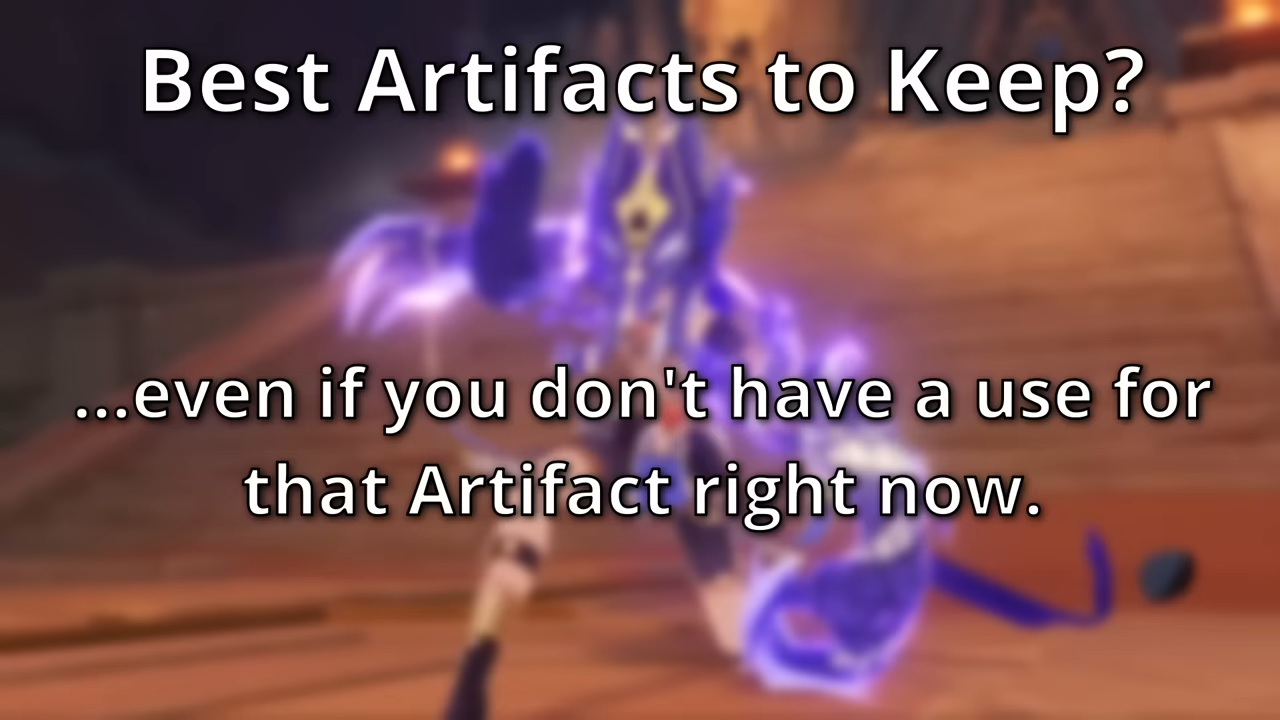 Best Artifacts to Keep?
...even if you don't have a use for
that Artifact right now.